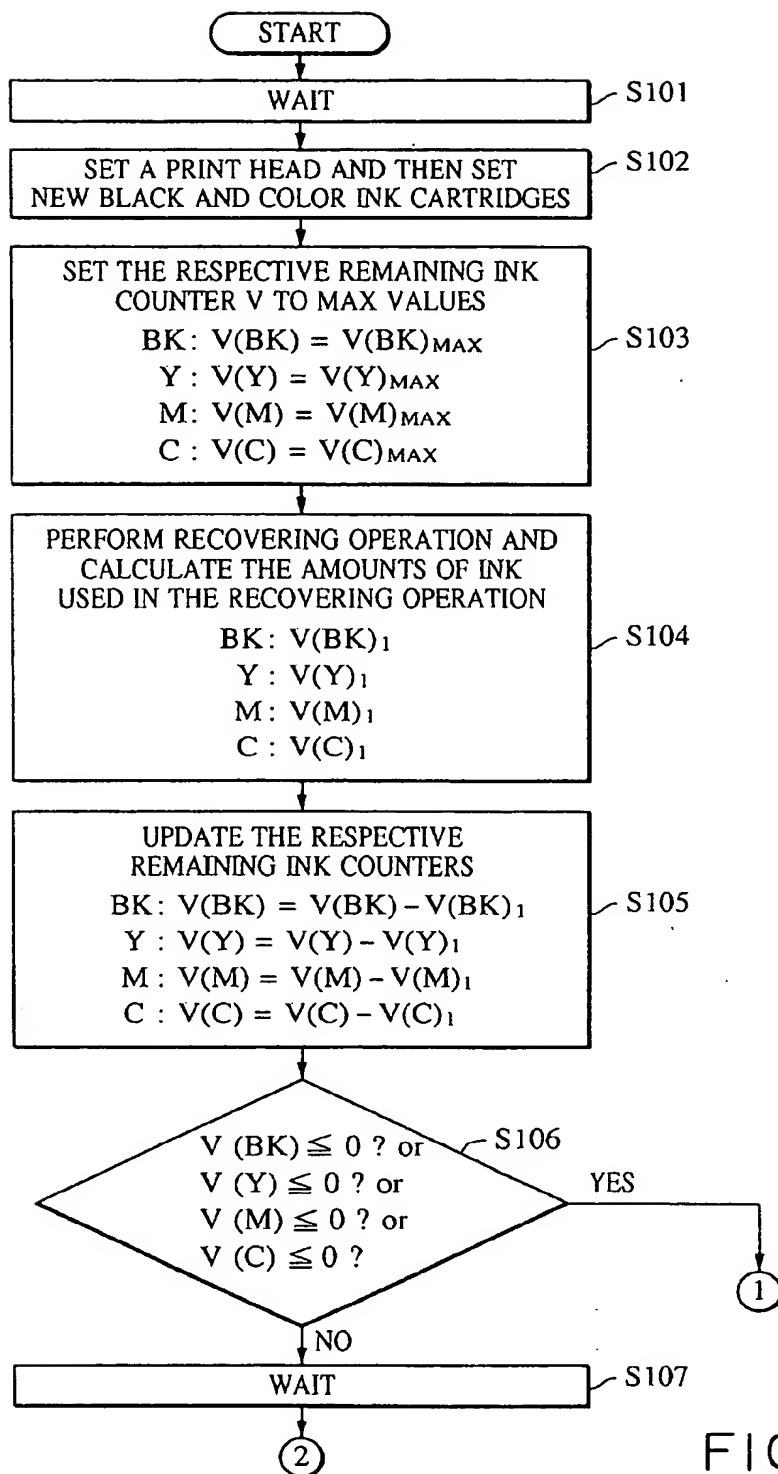 START
WAIT
S101
SET A PRINT HEAD AND THEN SET
NEW BLACK AND COLOR INK CARTRIDGES
S102
SET THE RESPECTIVE REMAINING INK
COUNTER V TO MAX VALUES
BK: V(BK) = V(BK)MAX
Y: V(Y) = V(Y)MAX
M: V(M) = V(M)MAX
C: V(C) = V(C)MAX
S103
PERFORM RECOVERING OPERATION AND
CALCULATE THE AMOUNTS OF INK
USED IN THE RECOVERING OPERATION
BK: V(BK)1
Y: V(Y)1
M: V(M)1
C: V(C)1
S104
UPDATE THE RESPECTIVE
REMAINING INK COUNTERS
BK: V(BK) = V(BK) – V(BK)1
Y: V(Y) = V(Y) – V(Y)1
M: V(M) = V(M) – V(M)1
C: V(C) = V(C) – V(C)1
S105
V (BK) ≦ 0 ? or
V (Y) ≦ 0 ? or
V (M) ≦ 0 ? or
V (C) ≦ 0 ?
S106
YES
1
NO
WAIT
S107
2